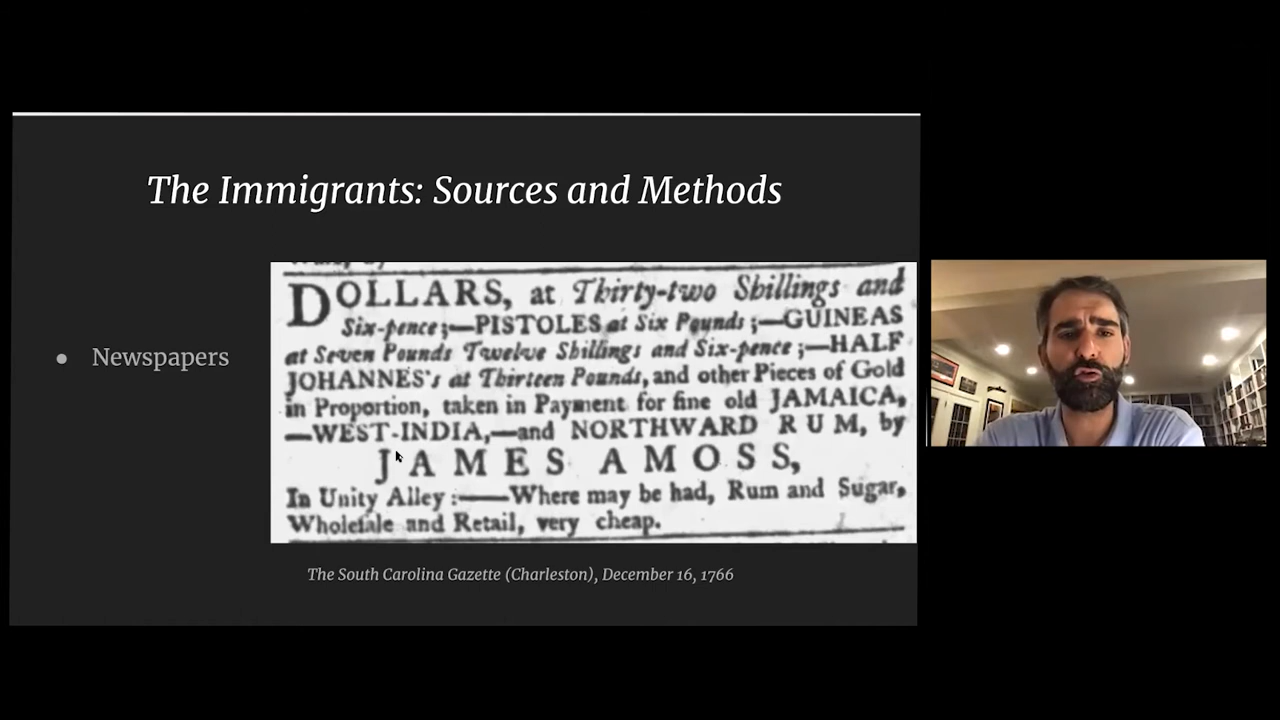 The Immigrants: Sources and Methods
● Newspapers
DOLLARS, at Thirty-two Shillings and
Six-pence;—PISTOLES at Six Pounds;—GUINEAS
at Seven Pounds Twelve Shillings and Six-pence;—HALF
JOHANNES's at Thirteen Pounds, and other Pieces of Gold
in Proportion, taken in Payment for fine old JAMAICA,
—WEST-INDIA,—and NORTHWARD RUM, by
JAMES AMOSS,
In Unity Alley:——Where may be had, Rum and Sugar,
Wholeſale and Retail, very cheap.
The South Carolina Gazette (Charleston), December 16, 1766